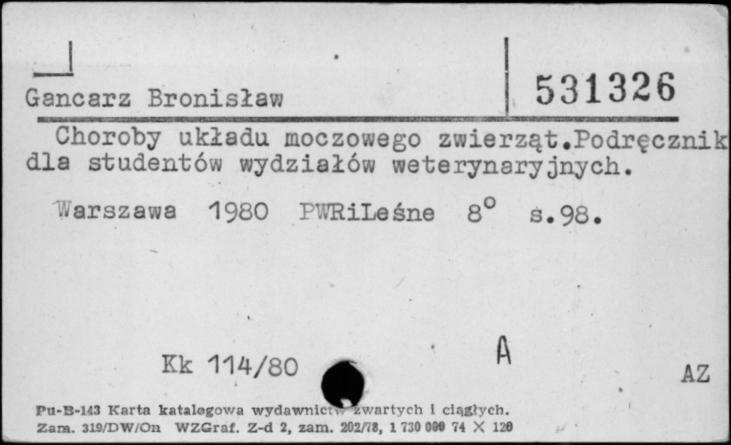 Gancarz Bronisław
531326
Choroby układu moczowego zwierząt.Podręcznik
dla studentów wydziałów weterynaryjnych.
Warszawa 1980 PWRiLeśne 8° s.98.
Kk 114/80
A
AZ
Pu-B-143 Karta katalogowa wydawnictw zwartych i ciągłych.
Zam. 319/DW/On WZGraf. Z-d 2, zam. 202/78, 1 730 000 74 X 120